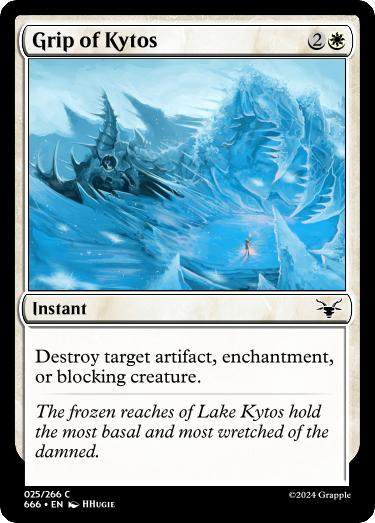 Grip of Kytos 2
Instant
Destroy target artifact, enchantment,
or blocking creature.
The frozen reaches of Lake Kytos hold
the most basal and most wretched of the
damned.
025/266 C
666 • EN HHugie
©2024 Grapple